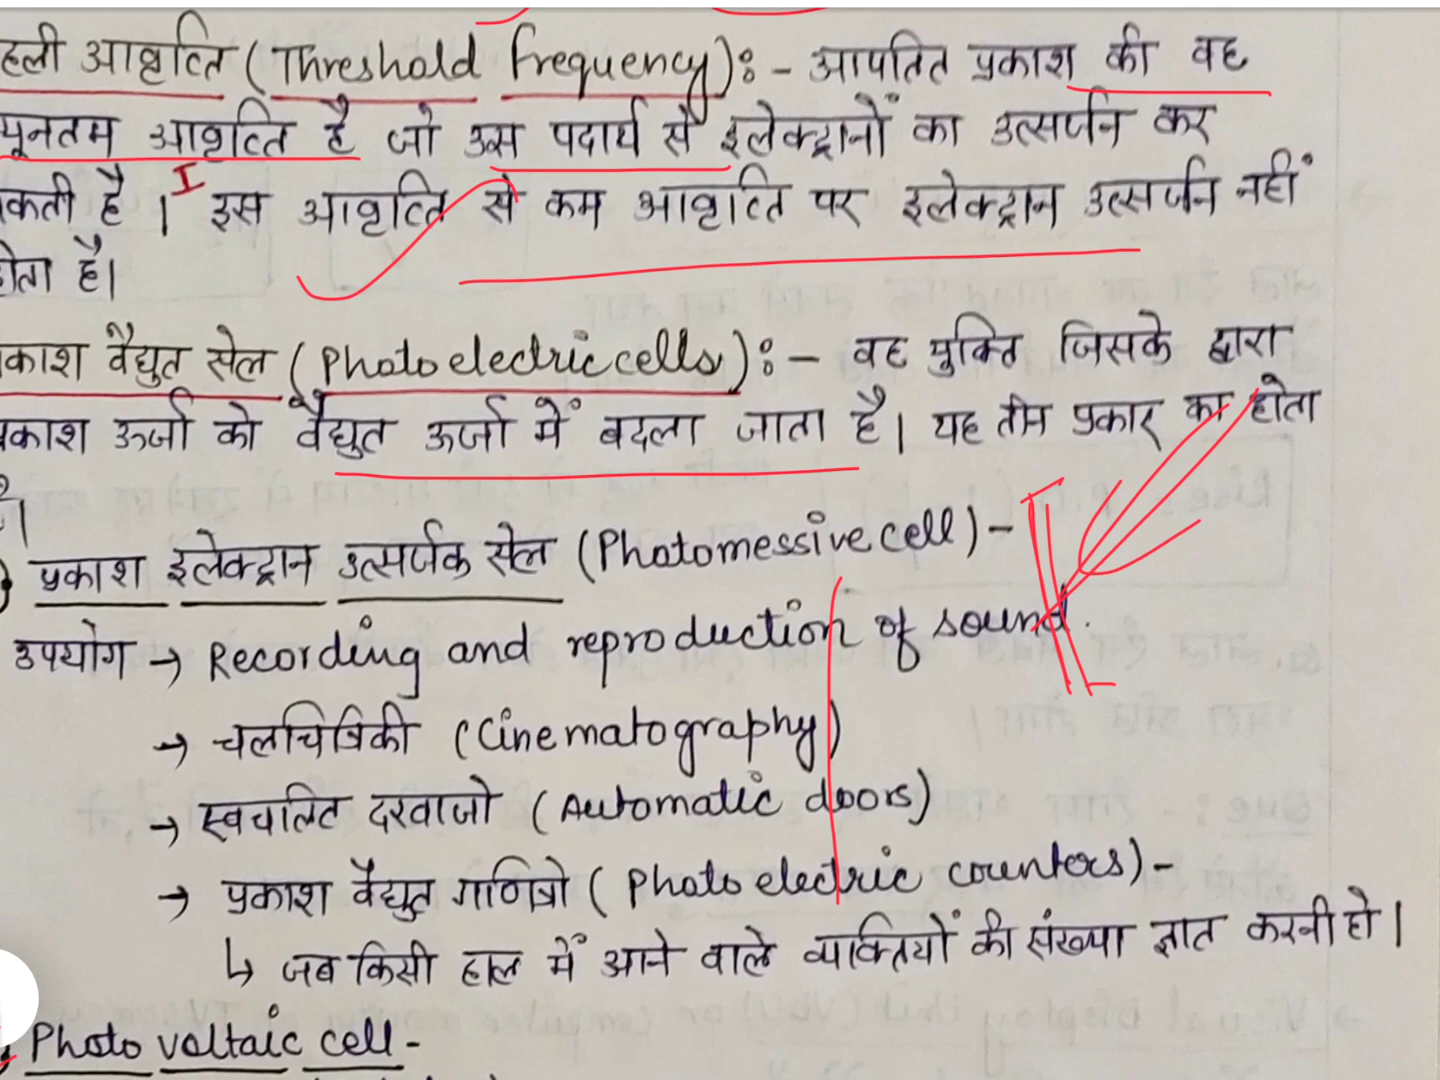 हली आवृत्ति (Threshold frequency):- आपतित प्रकाश की वह
यूनतम आवृत्ति है जो उस पदार्थ से इलेक्ट्रानों का उत्सर्जन कर
कती है । इस आवृत्ति से कम आवृत्ति पर इलेक्ट्रान उत्सर्जन नहीं
होता है।
काश वैद्युत सेल (Photo electric cells):- वह युक्ति जिसके द्वारा
काश ऊर्जा को वैद्युत ऊर्जा में बदला जाता है। यह तीन प्रकार का होता
है।
प्रकाश इलेक्ट्रान उत्सर्जक सेल (Photomessive cell) -
उपयोग → Recording and reproduction of sound.
→ चलचित्रिकी (Cinematography)
→ स्वचालित दरवाजो (Automatic doors)
→ प्रकाश वैद्युत गणित्रो (Photo electric counters) -
↳ जब किसी हाल में आने वाले व्यक्तियों की संख्या ज्ञात करनी हो।
Photo voltaic cell -